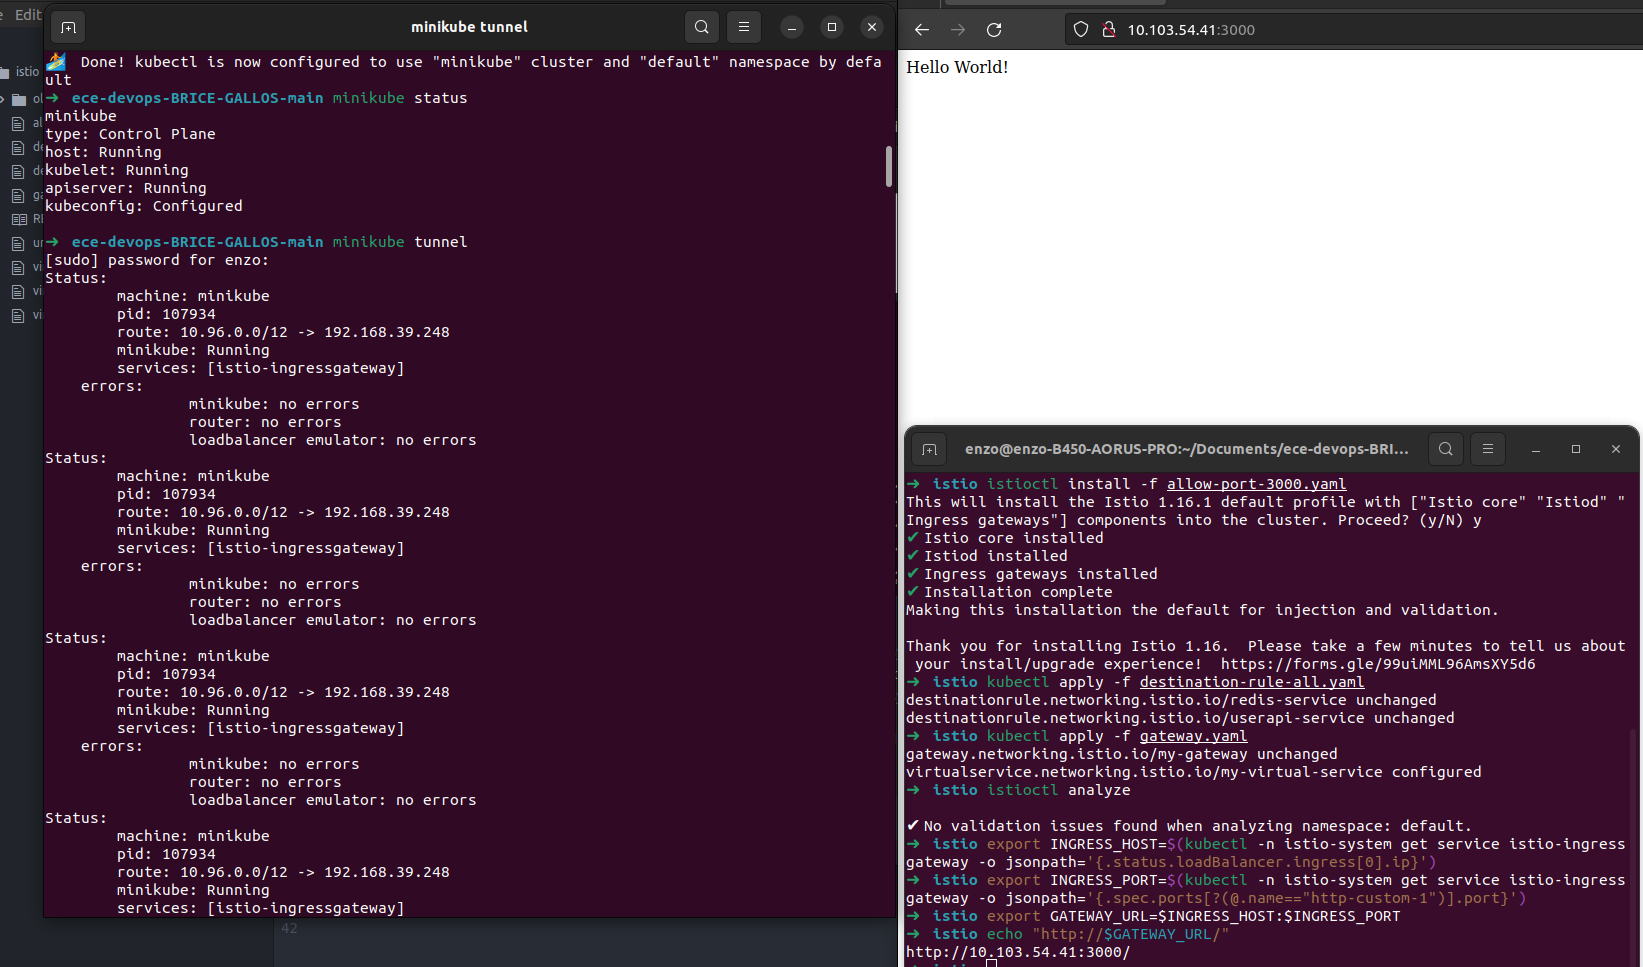 Edit
istio
ol
al
de
de
ga
RE
ur
vi
vi
vi
42
minikube tunnel
Done! kubectl is now configured to use "minikube" cluster and "default" namespace by defa
ult
➜ ece-devops-BRICE-GALLOS-main minikube status
minikube
type: Control Plane
host: Running
kubelet: Running
apiserver: Running
kubeconfig: Configured
➜ ece-devops-BRICE-GALLOS-main minikube tunnel
[sudo] password for enzo:
Status:
machine: minikube
pid: 107934
route: 10.96.0.0/12 -> 192.168.39.248
minikube: Running
services: [istio-ingressgateway]
errors:
minikube: no errors
router: no errors
loadbalancer emulator: no errors
Status:
machine: minikube
pid: 107934
route: 10.96.0.0/12 -> 192.168.39.248
minikube: Running
services: [istio-ingressgateway]
errors:
minikube: no errors
router: no errors
loadbalancer emulator: no errors
Status:
machine: minikube
pid: 107934
route: 10.96.0.0/12 -> 192.168.39.248
minikube: Running
services: [istio-ingressgateway]
errors:
minikube: no errors
router: no errors
loadbalancer emulator: no errors
Status:
machine: minikube
pid: 107934
route: 10.96.0.0/12 -> 192.168.39.248
minikube: Running
services: [istio-ingressgateway]
10.103.54.41:3000
Hello World!
enzo@enzo-B450-AORUS-PRO:~/Documents/ece-devops-BRI...
➜ istio istioctl install -f allow-port-3000.yaml
This will install the Istio 1.16.1 default profile with ["Istio core" "Istiod" "
Ingress gateways"] components into the cluster. Proceed? (y/N) y
✔ Istio core installed
✔ Istiod installed
✔ Ingress gateways installed
✔ Installation complete
Making this installation the default for injection and validation.
Thank you for installing Istio 1.16.  Please take a few minutes to tell us about
your install/upgrade experience!  https://forms.gle/99uiMML96AmsXY5d6
➜ istio kubectl apply -f destination-rule-all.yaml
destinationrule.networking.istio.io/redis-service unchanged
destinationrule.networking.istio.io/userapi-service unchanged
➜ istio kubectl apply -f gateway.yaml
gateway.networking.istio.io/my-gateway unchanged
virtualservice.networking.istio.io/my-virtual-service configured
➜ istio istioctl analyze
✔ No validation issues found when analyzing namespace: default.
➜ istio export INGRESS_HOST=$(kubectl -n istio-system get service istio-ingress
gateway -o jsonpath='{.status.loadBalancer.ingress[0].ip}')
➜ istio export INGRESS_PORT=$(kubectl -n istio-system get service istio-ingress
gateway -o jsonpath='{.spec.ports[?(@.name=="http-custom-1")].port}')
➜ istio export GATEWAY_URL=$INGRESS_HOST:$INGRESS_PORT
➜ istio echo "http://$GATEWAY_URL/"
http://10.103.54.41:3000/